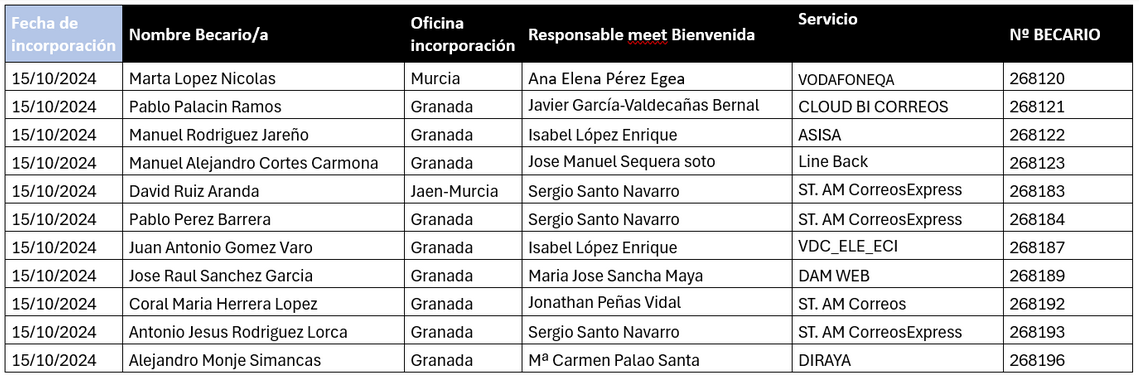 Fecha de incorporación Nombre Becario/a Oficina incorporación Responsable meet Bienvenida Servicio Nº BECARIO
15/10/2024 Marta Lopez Nicolas Murcia Ana Elena Pérez Egea VODAFONEQA 268120
15/10/2024 Pablo Palacin Ramos Granada Javier García-Valdecañas Bernal CLOUD BI CORREOS 268121
15/10/2024 Manuel Rodriguez Jareño Granada Isabel López Enrique ASISA 268122
15/10/2024 Manuel Alejandro Cortes Carmona Granada Jose Manuel Sequera soto Line Back 268123
15/10/2024 David Ruiz Aranda Jaen-Murcia Sergio Santo Navarro ST. AM CorreosExpress 268183
15/10/2024 Pablo Perez Barrera Granada Sergio Santo Navarro ST. AM CorreosExpress 268184
15/10/2024 Juan Antonio Gomez Varo Granada Isabel López Enrique VDC_ELE_ECI 268187
15/10/2024 Jose Raul Sanchez Garcia Granada Maria Jose Sancha Maya DAM WEB 268189
15/10/2024 Coral Maria Herrera Lopez Granada Jonathan Peñas Vidal ST. AM Correos 268192
15/10/2024 Antonio Jesus Rodriguez Lorca Granada Sergio Santo Navarro ST. AM CorreosExpress 268193
15/10/2024 Alejandro Monje Simancas Granada Mª Carmen Palao Santa DIRAYA 268196